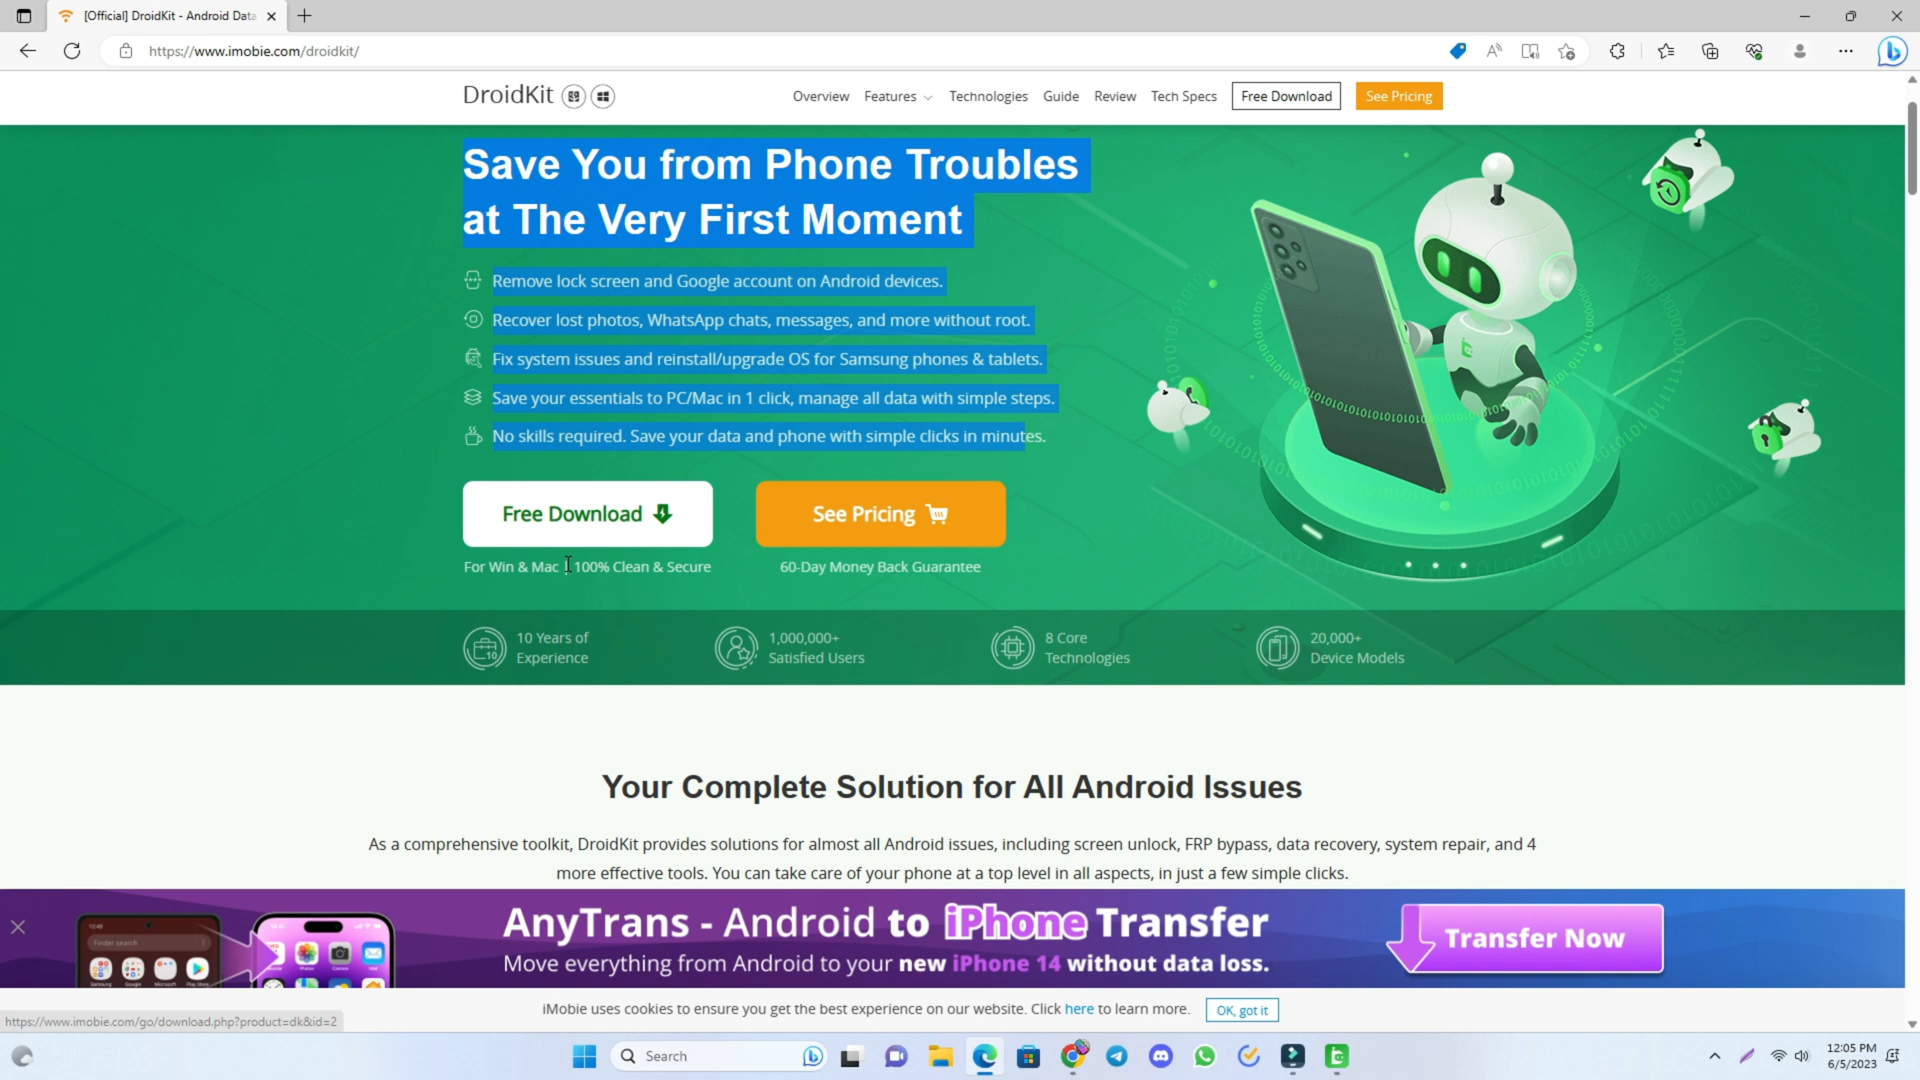 [Official] DroidKit - Android Data
https://www.imobie.com/droidkit/
DroidKit
Overview
Features
Technologies
Guide
Review
Tech Specs
Free Download
See Pricing
Save You from Phone Troubles
at The Very First Moment
Remove lock screen and Google account on Android devices.
Recover lost photos, WhatsApp chats, messages, and more without root.
Fix system issues and reinstall/upgrade OS for Samsung phones & tablets.
Save your essentials to PC/Mac in 1 click, manage all data with simple steps.
No skills required. Save your data and phone with simple clicks in minutes.
Free Download
See Pricing
For Win & Mac | 100% Clean & Secure
60-Day Money Back Guarantee
10 Years of
Experience
1,000,000+
Satisfied Users
8 Core
Technologies
20,000+
Device Models
Your Complete Solution for All Android Issues
As a comprehensive toolkit, DroidKit provides solutions for almost all Android issues, including screen unlock, FRP bypass, data recovery, system repair, and 4
more effective tools. You can take care of your phone at a top level in all aspects, in just a few simple clicks.
AnyTrans - Android to iPhone Transfer
Move everything from Android to your new iPhone 14 without data loss.
Transfer Now
iMobie uses cookies to ensure you get the best experience on our website. Click here to learn more.
OK, got it
https://www.imobie.com/go/download.php?product=dk&id=2
Search
12:05 PM
6/5/2023